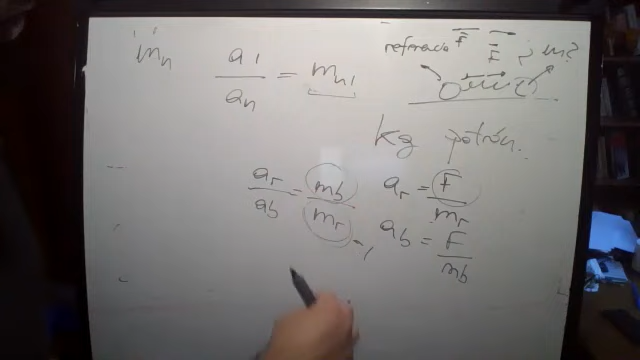 m_n
a_1 / a_n = m_n1
referencia F F ¿ m?
kg patrón.
a_r / a_b = m_b / m_r
a_r = F / m_r
a_b = F / m_b